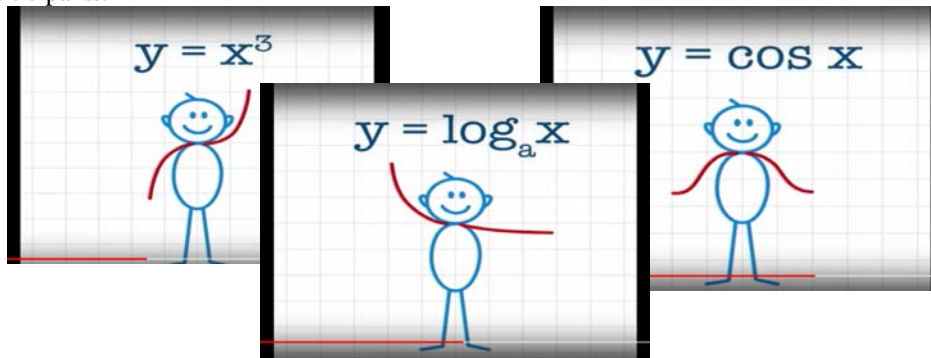 y = x³
y = logₐx
y = cos x